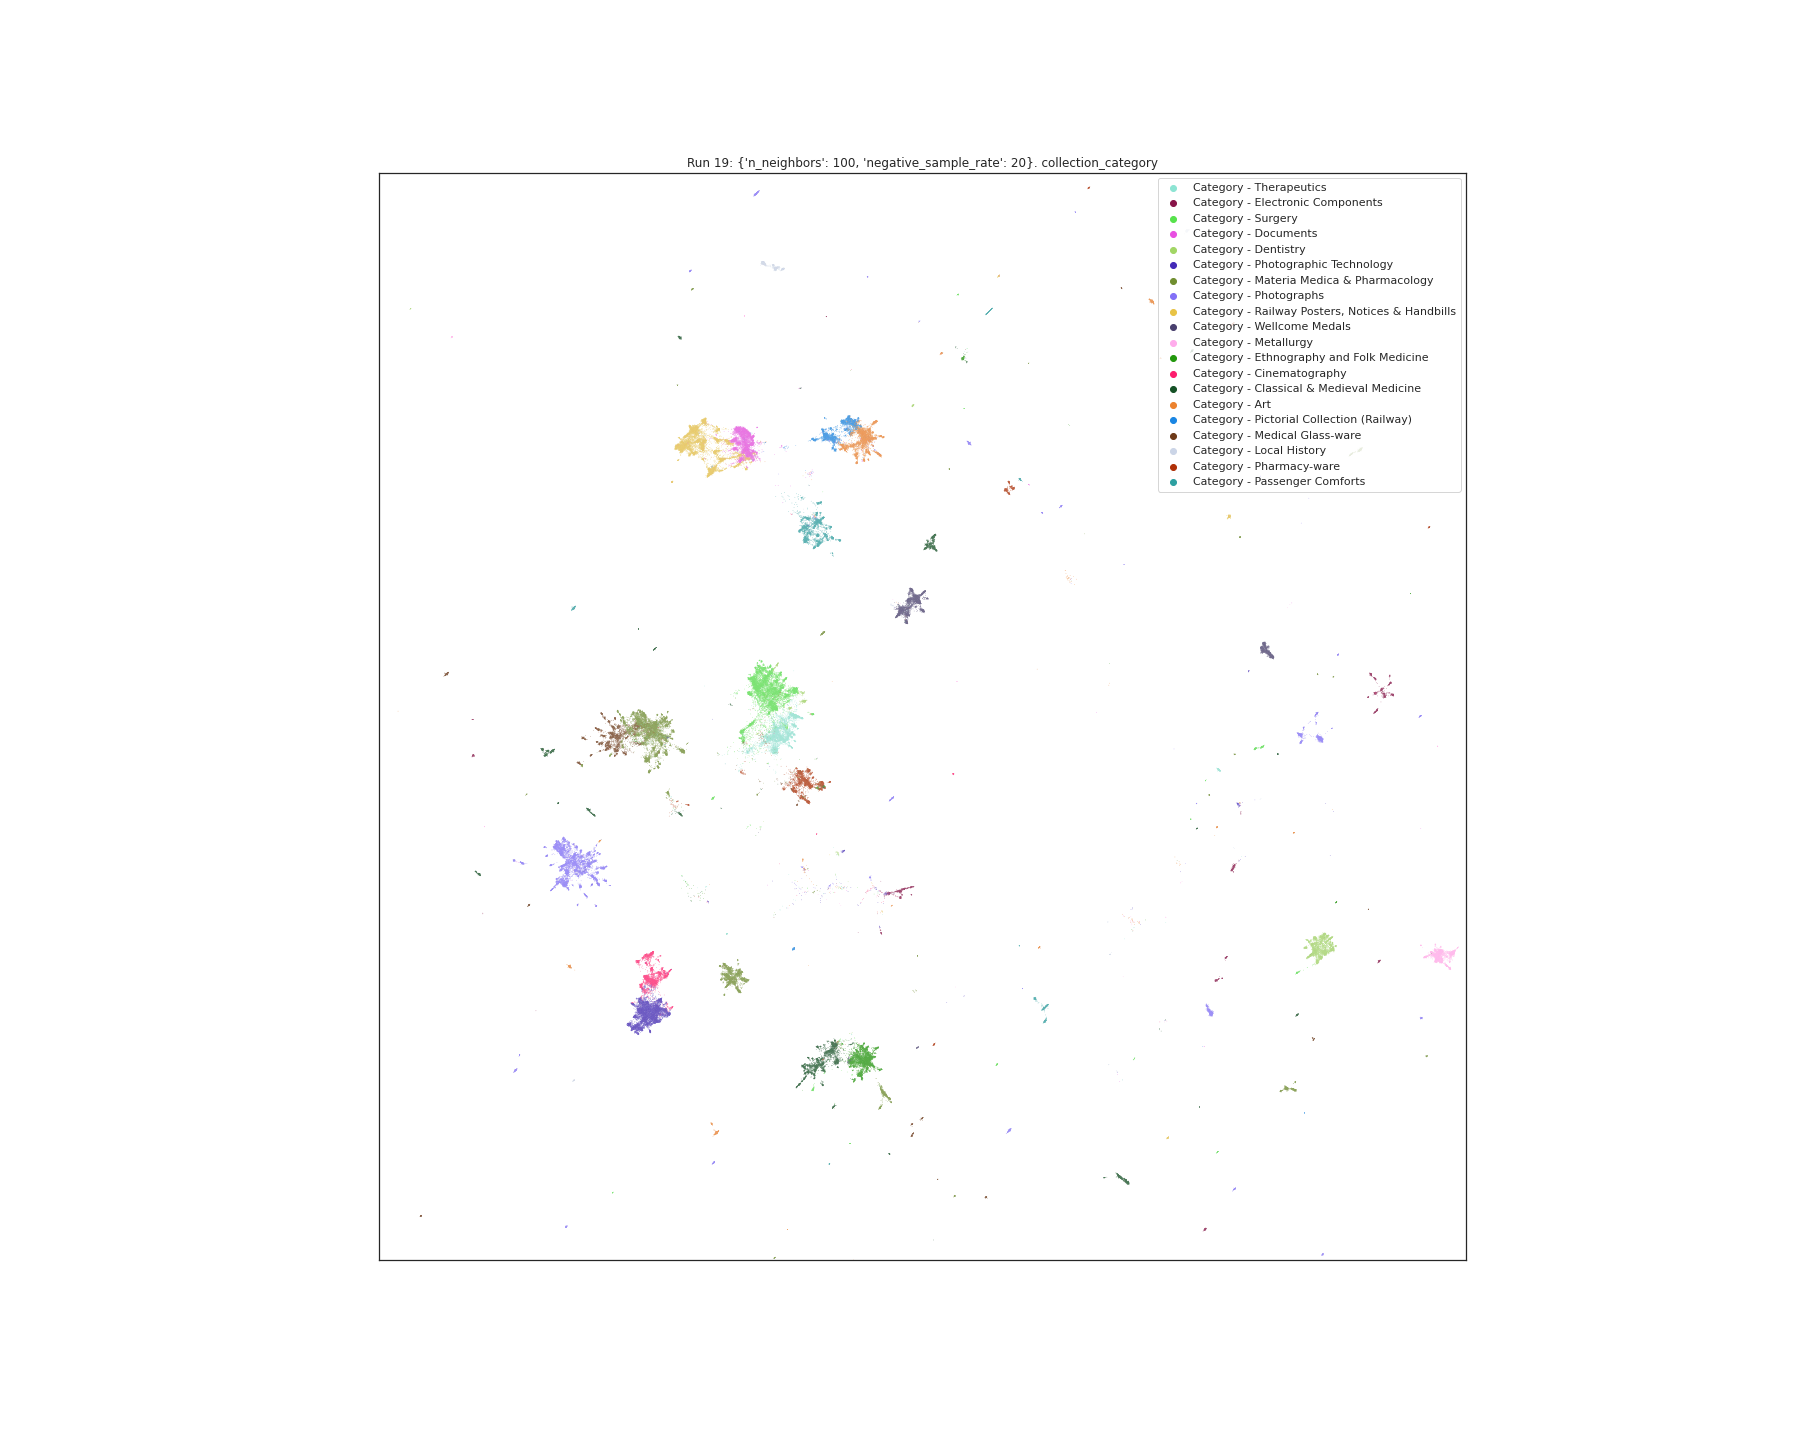 Run 19: {'n_neighbors': 100, 'negative_sample_rate': 20}. collection_category
Category - Therapeutics
Category - Electronic Components
Category - Surgery
Category - Documents
Category - Dentistry
Category - Photographic Technology
Category - Materia Medica & Pharmacology
Category - Photographs
Category - Railway Posters, Notices & Handbills
Category - Wellcome Medals
Category - Metallurgy
Category - Ethnography and Folk Medicine
Category - Cinematography
Category - Classical & Medieval Medicine
Category - Art
Category - Pictorial Collection (Railway)
Category - Medical Glass-ware
Category - Local History
Category - Pharmacy-ware
Category - Passenger Comforts